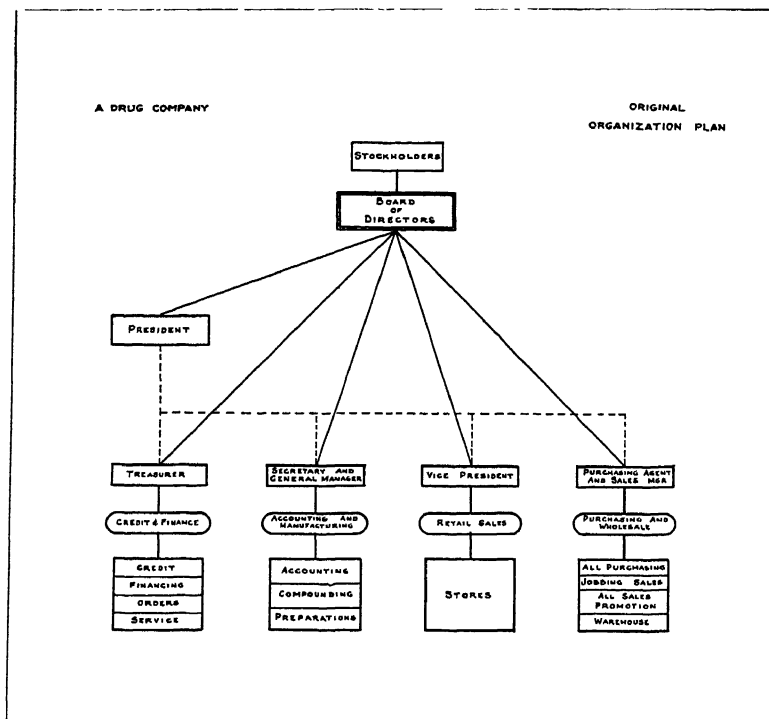 A DRUG COMPANY
ORIGINAL
ORGANIZATION PLAN
STOCKHOLDERS
BOARD
OF
DIRECTORS
PRESIDENT
TREASURER
SECRETARY AND
GENERAL MANAGER
VICE PRESIDENT
PURCHASING AGENT
AND SALES MGR
CREDIT & FINANCE
ACCOUNTING AND
MANUFACTURING
RETAIL SALES
PURCHASING AND
WHOLESALE
CREDIT
FINANCING
ORDERS
SERVICE
ACCOUNTING
COMPOUNDING
PREPARATIONS
STORES
ALL PURCHASING
JOBBING SALES
ALL SALES
PROMOTION
WAREHOUSE